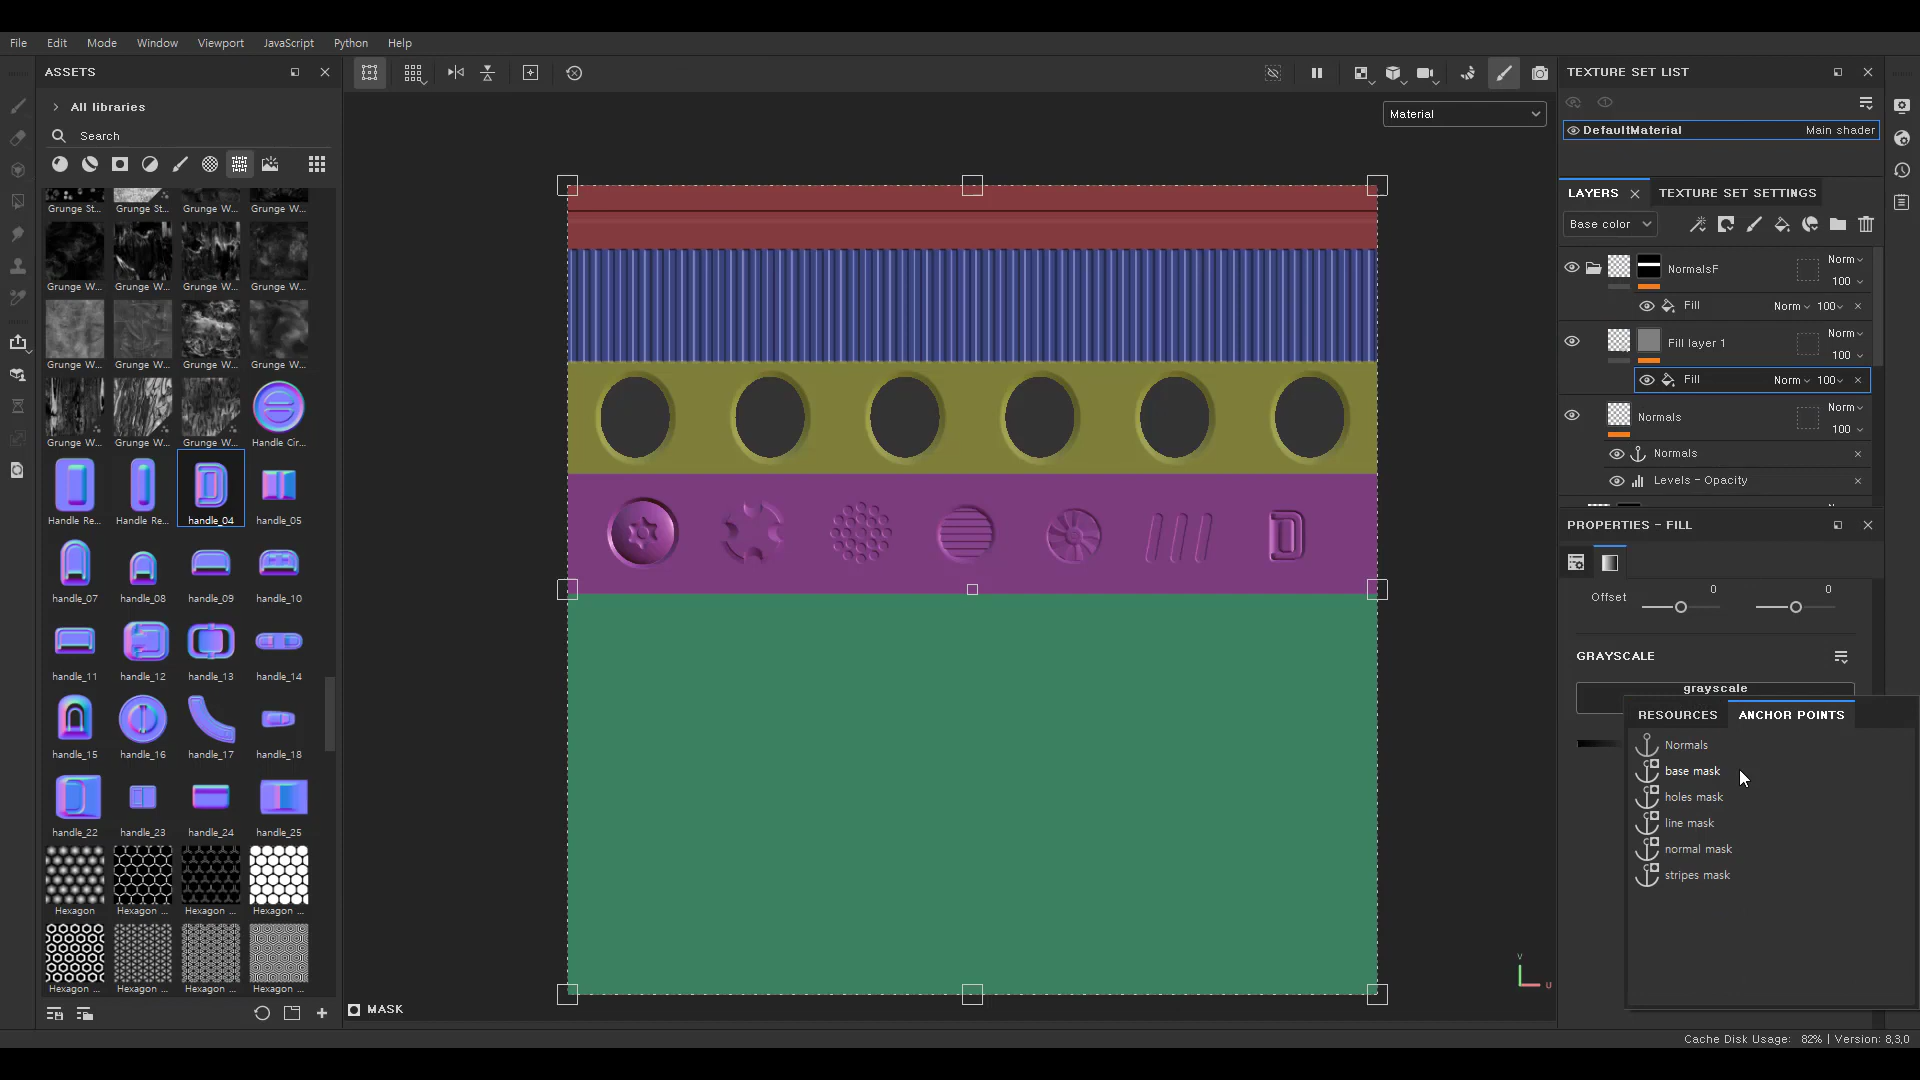 File Edit Mode Window Viewport JavaScript Python Help
ASSETS
All libraries
Search
Grunge St... Grunge St... Grunge W... Grunge W...
Grunge W... Grunge W... Grunge W... Grunge W...
Grunge W... Grunge W... Grunge W... Grunge W...
Grunge W... Grunge W... Grunge W... Handle Cir...
Handle Re... Handle Re... handle_04 handle_05
handle_07 handle_08 handle_09 handle_10
handle_11 handle_12 handle_13 handle_14
handle_15 handle_16 handle_17 handle_18
handle_22 handle_23 handle_24 handle_25
Hexagon Hexagon ... Hexagon ... Hexagon ...
Hexagon ... Hexagon ... Hexagon ... Hexagon ...
Material
MASK
V
U
TEXTURE SET LIST
DefaultMaterial Main shader
LAYERS TEXTURE SET SETTINGS
Base color
NormalsF Norm
100
Fill Norm 100
Fill layer 1 Norm
100
Fill Norm 100
Normals Norm
100
Normals
Levels - Opacity
PROPERTIES - FILL
Offset 0 0
GRAYSCALE
grayscale
RESOURCES ANCHOR POINTS
Normals
base mask
holes mask
line mask
normal mask
stripes mask
Cache Disk Usage: 82% | Version: 8.3.0